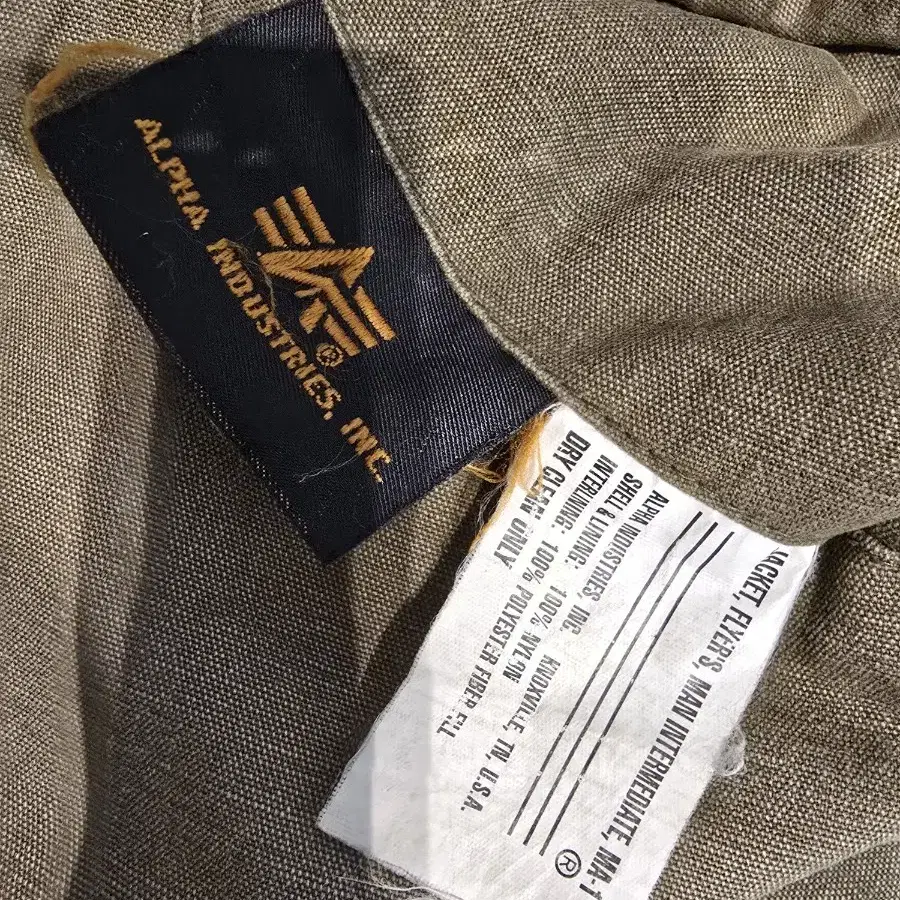 ALPHA INDUSTRIES, INC.
®
JACKET, FLYER'S, MAN INTERMEDIATE, MA-1
®
ALPHA INDUSTRIES, INC. KNOXVILLE, TN, U.S.A.
SHELL & LINING: 100% NYLON
INTERLINING: 100% POLYESTER FIBER FILL
DRY CLEAN ONLY